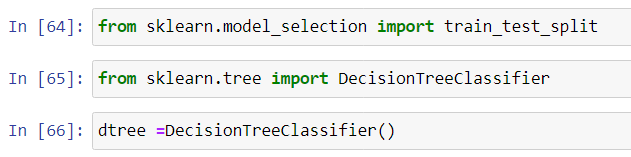 In [64]: from sklearn.model_selection import train_test_split
In [65]: from sklearn.tree import DecisionTreeClassifier
In [66]: dtree =DecisionTreeClassifier()